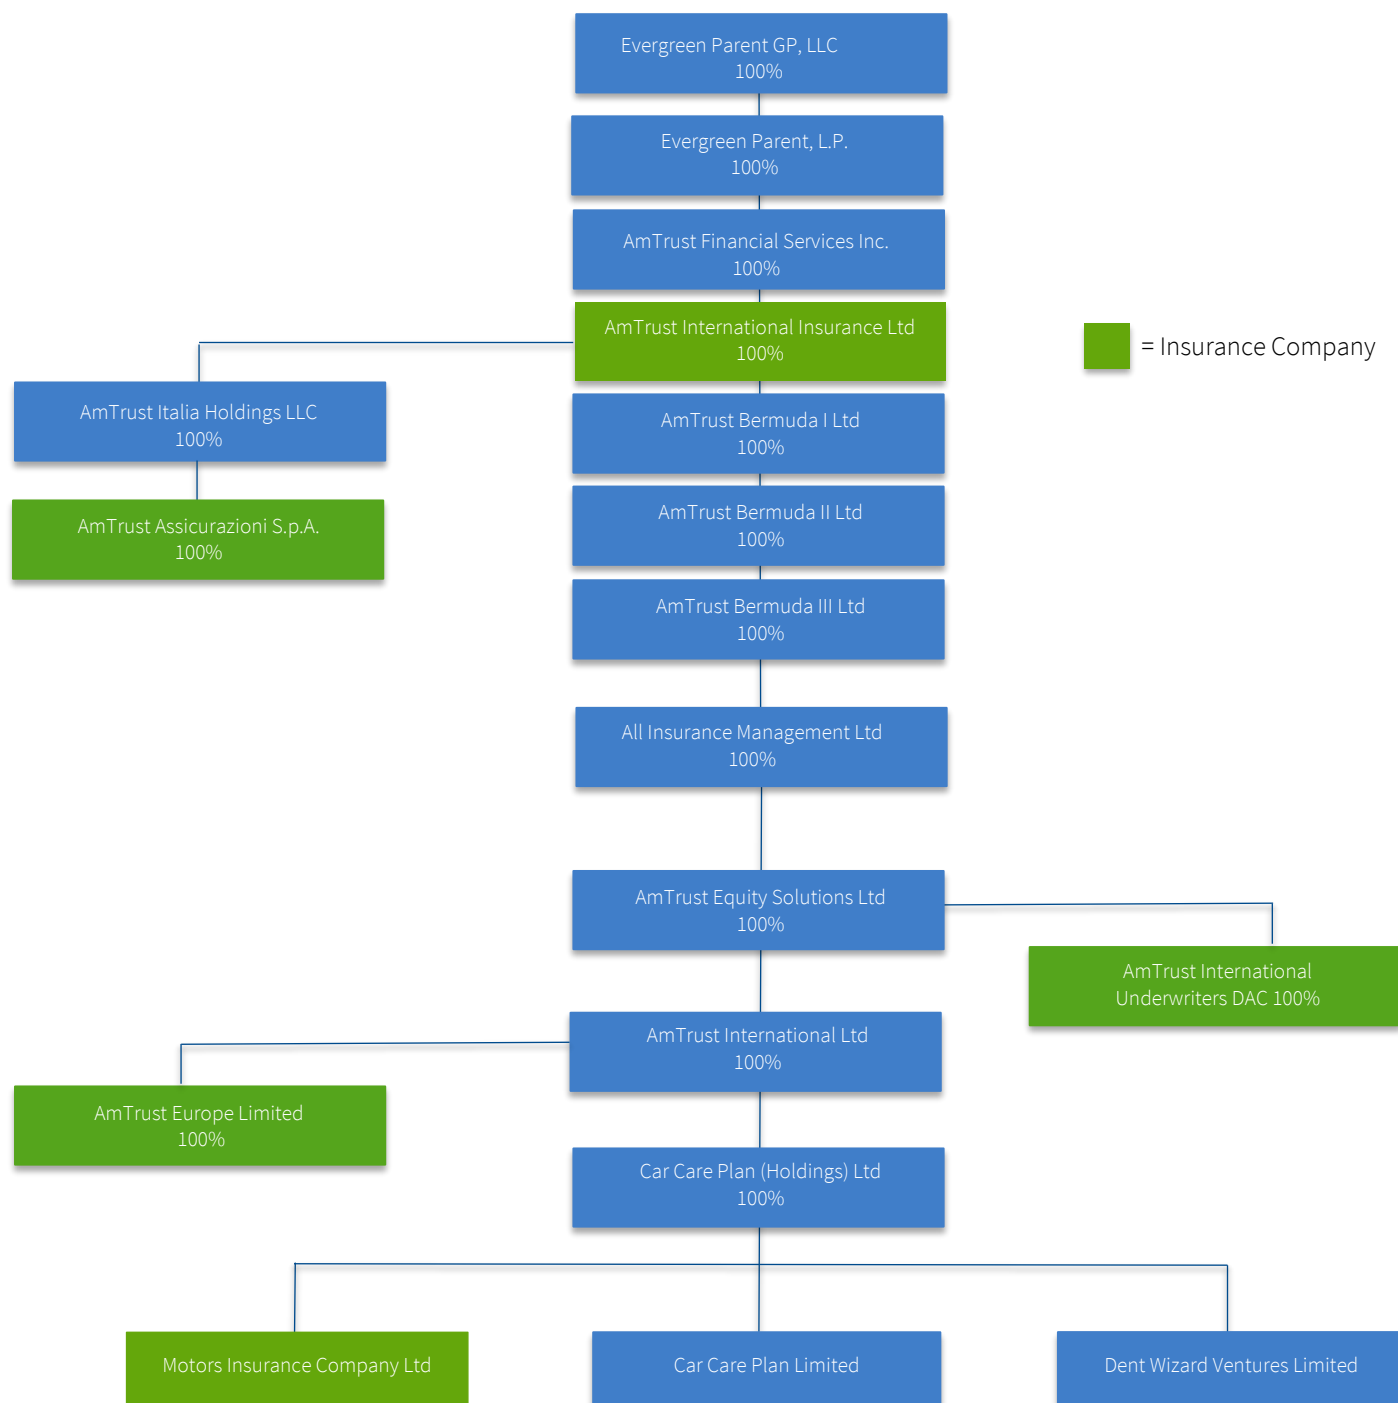 Evergreen Parent GP, LLC
100%
Evergreen Parent, L.P.
100%
AmTrust Financial Services Inc.
100%
AmTrust International Insurance Ltd
100%
= Insurance Company
AmTrust Italia Holdings LLC
100%
AmTrust Bermuda I Ltd
100%
AmTrust Assicurazioni S.p.A.
100%
AmTrust Bermuda II Ltd
100%
AmTrust Bermuda III Ltd
100%
All Insurance Management Ltd
100%
AmTrust Equity Solutions Ltd
100%
AmTrust International
Underwriters DAC 100%
AmTrust International Ltd
100%
AmTrust Europe Limited
100%
Car Care Plan (Holdings) Ltd
100%
Motors Insurance Company Ltd
Car Care Plan Limited
Dent Wizard Ventures Limited